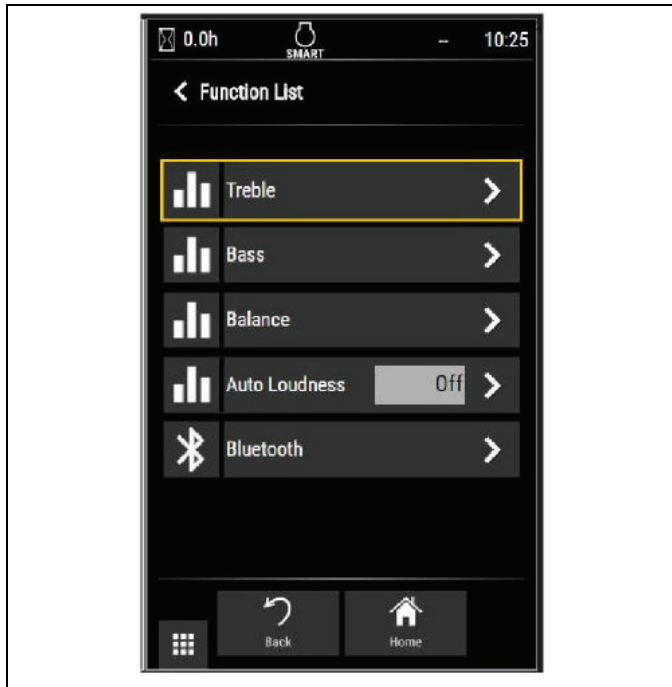 0.0h SMART -- 10:25
Function List
Treble
Bass
Balance
Auto Loudness Off
Bluetooth
Back Home